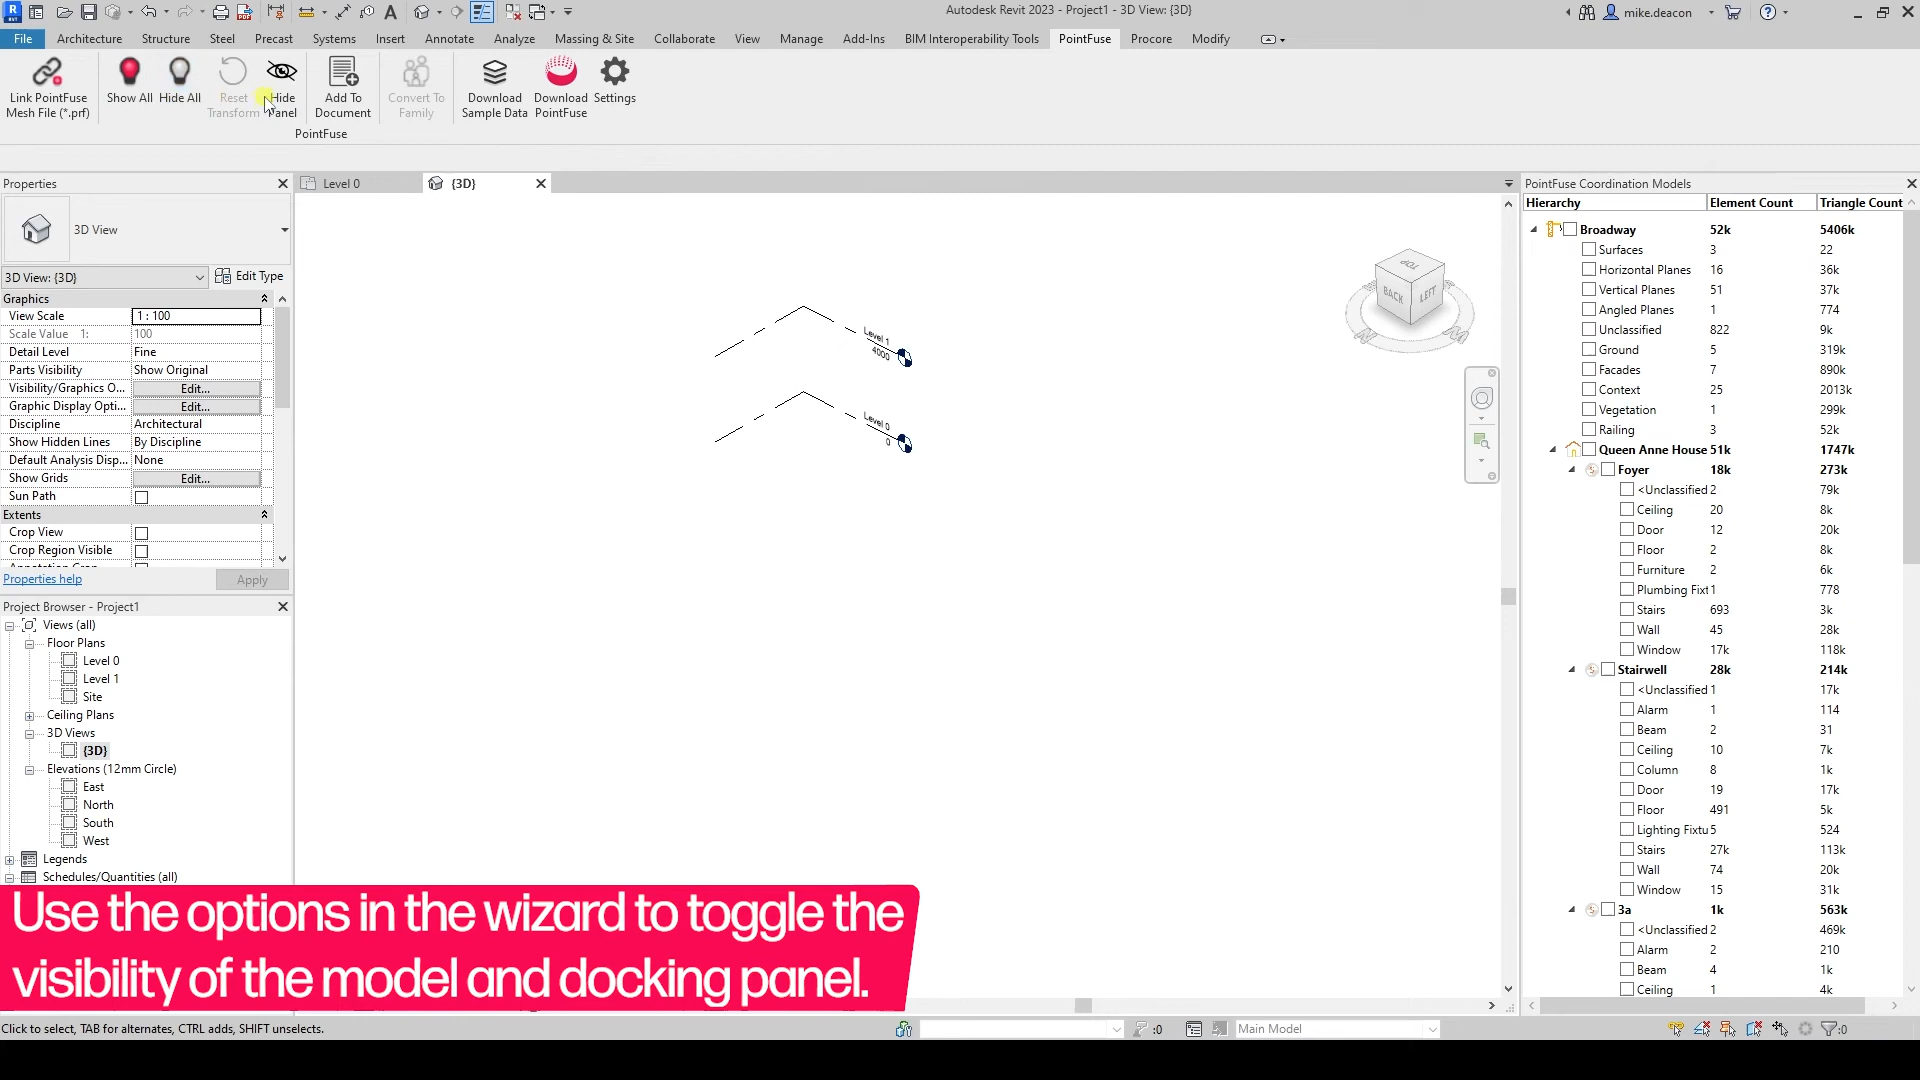 Autodesk Revit 2023 - Project1 - 3D View: {3D}
mike.deacon
File Architecture Structure Steel Precast Systems Insert Annotate Analyze Massing & Site Collaborate View Manage Add-Ins BIM Interoperability Tools PointFuse Procore Modify
Link PointFuse
Mesh File (*.prf)
Show All
Hide All
Reset
Transform
Hide
Panel
Add To
Document
Convert To
Family
Download
Sample Data
Download
PointFuse
Settings
PointFuse
Properties
3D View
3D View: {3D}
Edit Type
Graphics
View Scale 1 : 100
Scale Value 1: 100
Detail Level Fine
Parts Visibility Show Original
Visibility/Graphics O... Edit...
Graphic Display Opti... Edit...
Discipline Architectural
Show Hidden Lines By Discipline
Default Analysis Disp... None
Show Grids Edit...
Sun Path
Extents
Crop View
Crop Region Visible
Properties help
Apply
Project Browser - Project1
Views (all)
Floor Plans
Level 0
Level 1
Site
Ceiling Plans
3D Views
{3D}
Elevations (12mm Circle)
East
North
South
West
Legends
Schedules/Quantities (all)
Level 0
{3D}
Level 1
4000
Level 0
0
TOP
BACK
LEFT
PointFuse Coordination Models
Hierarchy Element Count Triangle Count
Broadway 52k 5406k
Surfaces 3 22
Horizontal Planes 16 36k
Vertical Planes 51 37k
Angled Planes 1 774
Unclassified 822 9k
Ground 5 319k
Facades 7 890k
Context 25 2013k
Vegetation 1 299k
Railing 3 52k
Queen Anne House 51k 1747k
Foyer 18k 273k
<Unclassified 2 79k
Ceiling 20 8k
Door 12 20k
Floor 2 8k
Furniture 2 6k
Plumbing Fixt 1 778
Stairs 693 3k
Wall 45 28k
Window 17k 118k
Stairwell 28k 214k
<Unclassified 1 17k
Alarm 1 114
Beam 2 31
Ceiling 10 7k
Column 8 1k
Door 19 17k
Floor 491 5k
Lighting Fixtu 5 524
Stairs 27k 113k
Wall 74 20k
Window 15 31k
3a 1k 563k
<Unclassified 2 469k
Alarm 2 210
Beam 4 1k
Ceiling 1 4k
Use the options in the wizard to toggle the
visibility of the model and docking panel.
Click to select, TAB for alternates, CTRL adds, SHIFT unselects.
:0
Main Model
:0